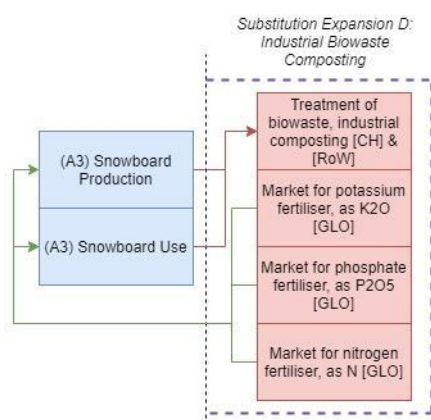 Substitution Expansion D:
Industrial Biowaste
Composting
Treatment of
biowaste, industrial
composting [CH] &
[RoW]
(A3) Snowboard
Production
Market for potassium
fertiliser, as K2O
[GLO]
(A3) Snowboard Use
Market for phosphate
fertiliser, as P2O5
[GLO]
Market for nitrogen
fertiliser, as N [GLO]